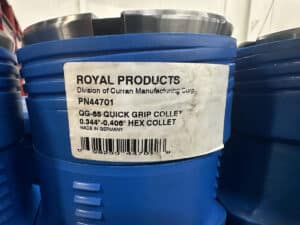 ROYAL PRODUCTS
Division of Curran Manufacturing Corp.
PN44701
QG-65 QUICK GRIP COLLET
0.344"-0.406" HEX COLLET
MADE IN GERMANY